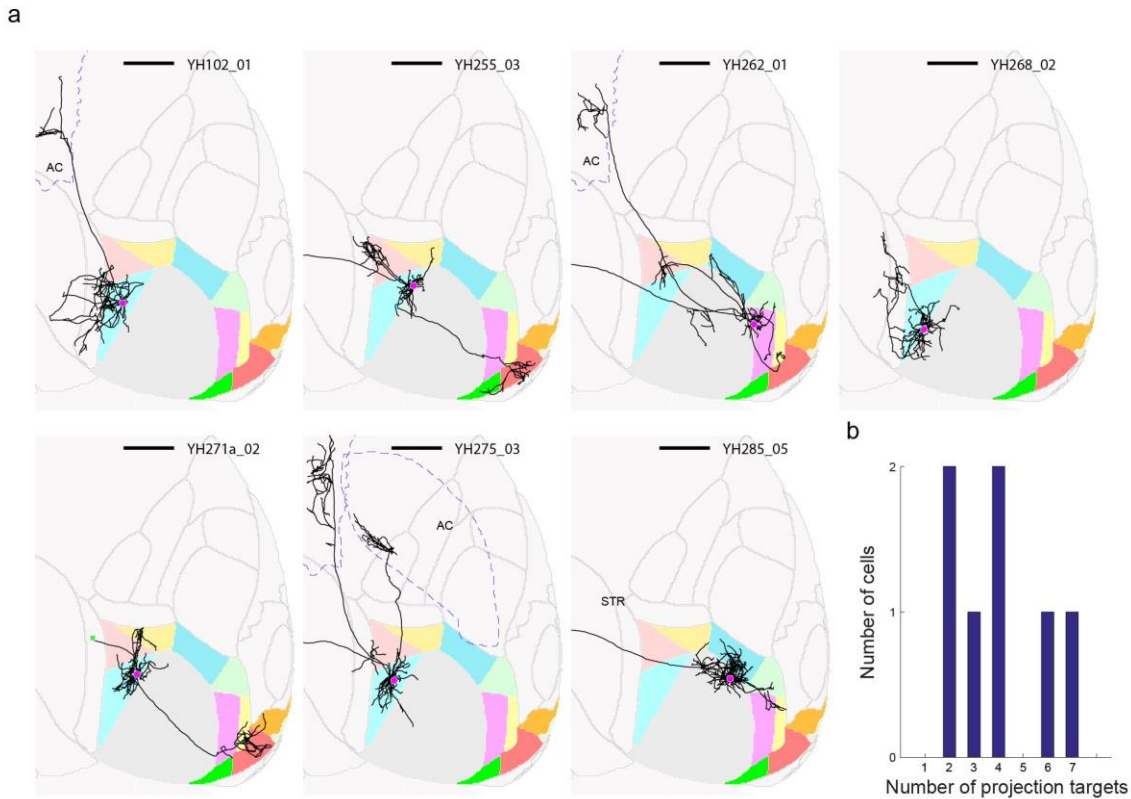 a
YH102_01
YH255_03
YH262_01
YH268_02
AC
AC
YH271a_02
YH275_03
YH285_05
b
AC
STR
Number of cells
2
1
0
1 2 3 4 5 6 7
Number of projection targets